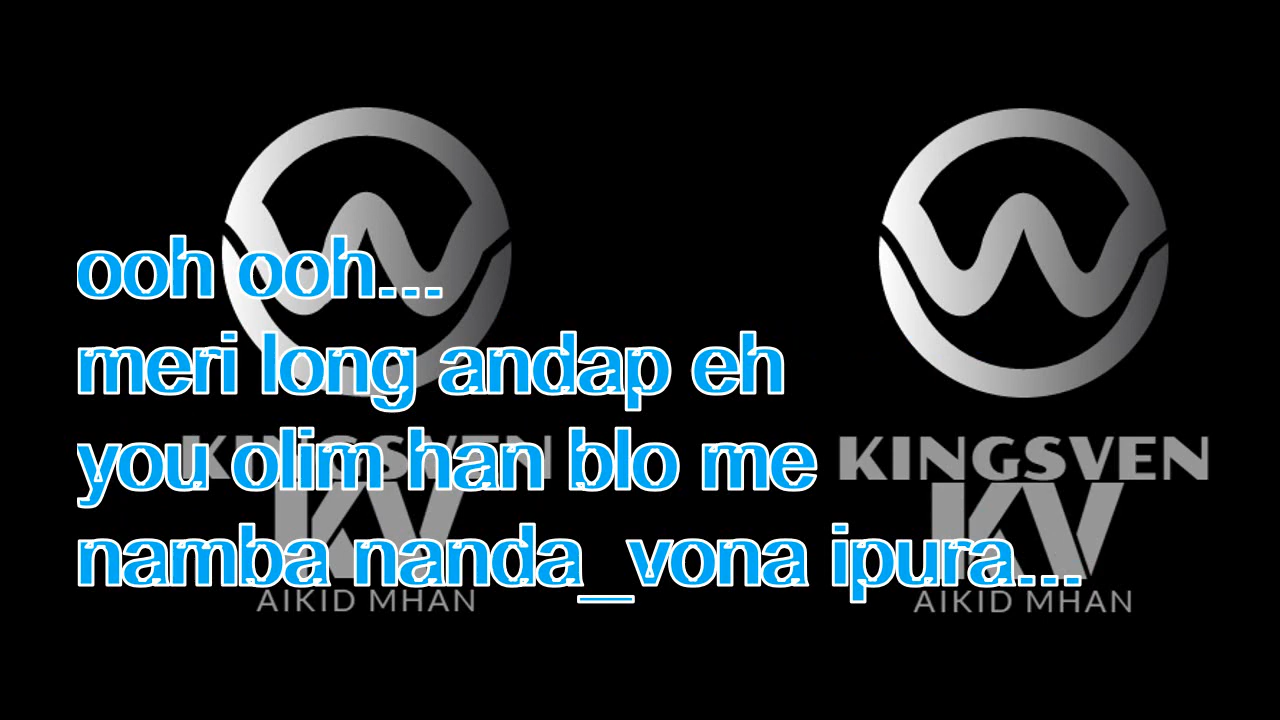 ooh ooh...
meri long andap eh
you olim han blo me
namba nanda_vona ipura...
KINGSVEN
KV
AIKID MHAN
KINGSVEN
KV
AIKID MHAN